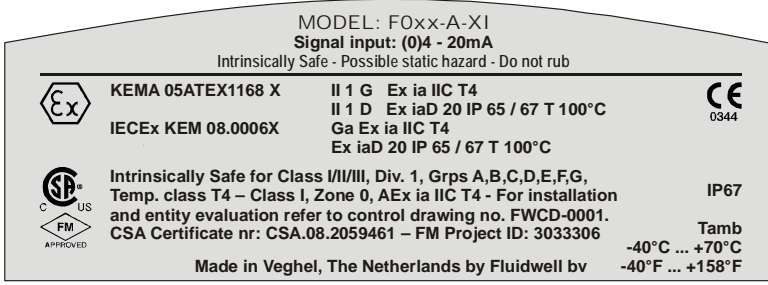 MODEL: F0xx-A-XI
Signal input: (0)4 - 20mA
Intrinsically Safe - Possible static hazard - Do not rub
Ex
KEMA 05ATEX1168 X II 1 G Ex ia IIC T4
II 1 D Ex iaD 20 IP 65 / 67 T 100°C
IECEx KEM 08.0006X Ga Ex ia IIC T4
Ex iaD 20 IP 65 / 67 T 100°C
CE
0344
SA®
C US
FM
APPROVED
Intrinsically Safe for Class I/II/III, Div. 1, Grps A,B,C,D,E,F,G,
Temp. class T4 – Class I, Zone 0, AEx ia IIC T4 - For installation
and entity evaluation refer to control drawing no. FWCD-0001.
CSA Certificate nr: CSA.08.2059461 – FM Project ID: 3033306
IP67
Tamb
-40°C ... +70°C
-40°F ... +158°F
Made in Veghel, The Netherlands by Fluidwell bv